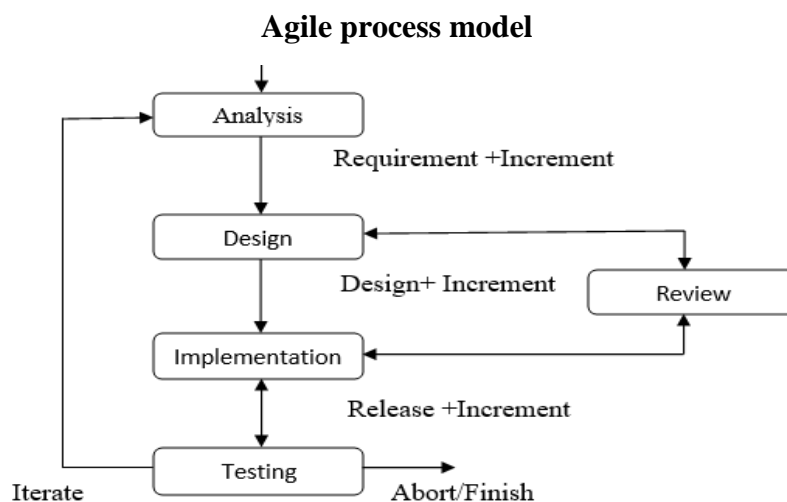 Agile process model
Analysis
Requirement +Increment
Design
Design+ Increment
Review
Implementation
Release +Increment
Testing
Iterate
Abort/Finish